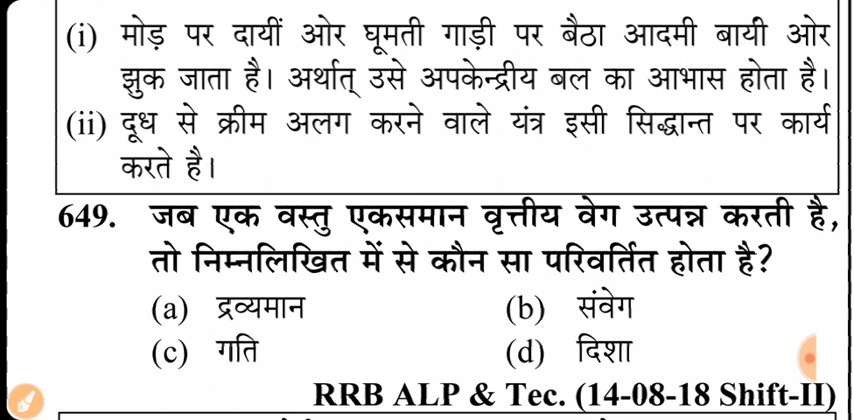 (i) मोड़ पर दायीं ओर घूमती गाड़ी पर बैठा आदमी बायी ओर
झुक जाता है। अर्थात् उसे अपकेन्द्रीय बल का आभास होता है।
(ii) दूध से क्रीम अलग करने वाले यंत्र इसी सिद्धान्त पर कार्य
करते है।
649. जब एक वस्तु एकसमान वृत्तीय वेग उत्पन्न करती है,
तो निम्नलिखित में से कौन सा परिवर्तित होता है?
(a) द्रव्यमान (b) संवेग
(c) गति (d) दिशा
RRB ALP & Tec. (14-08-18 Shift-II)